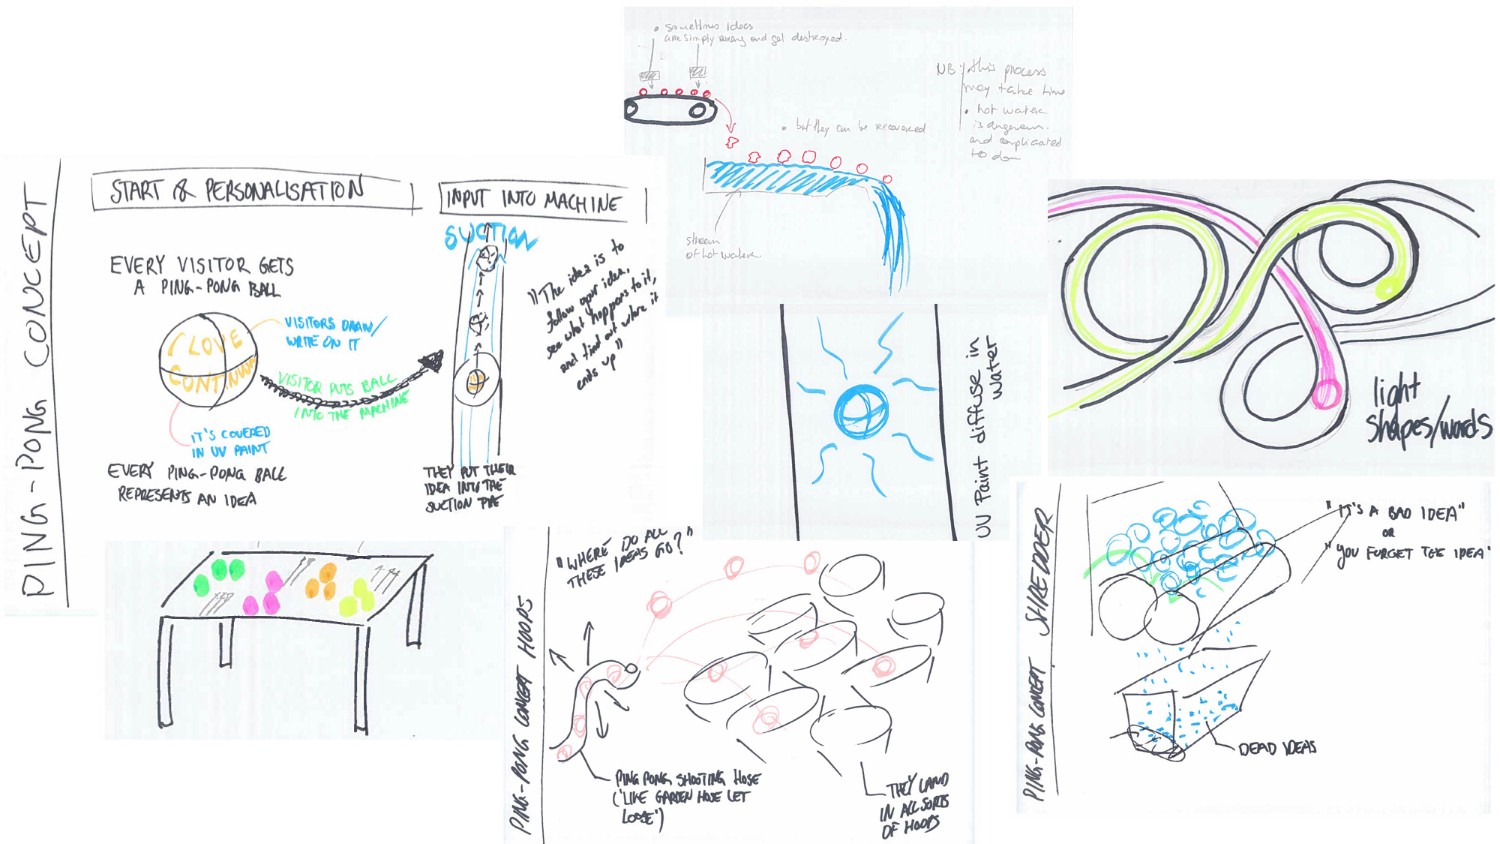 PING-PONG CONCEPT
START & PERSONALISATION
EVERY VISITOR GETS
A PING-PONG BALL
I LOVE
VISITORS DRAW/
WRITE ON IT
VISITOR PUTS BALL
INTO THE MACHINE
IT'S COVERED
IN UV PAINT
EVERY PING-PONG BALL
REPRESENTS AN IDEA
INPUT INTO MACHINE
SUCTION
"The idea is to
follow your idea,
see what happens to it,
and find out where it
ends up"
THEY PUT THEIR
IDEA INTO THE
SUCTION
• sometimes ideas
are simply wrong and get destroyed.
• but they can be recovered
stream
of hot water
NB: this process
may take time
• hot water
is
and complicated
to do
UV Paint diffuse in
water
light
shapes/words
PING-PONG CONCEPT HOOPS
"WHERE DO ALL
THESE IDEAS GO?"
PING PONG SHOOTING HOSE
("LIKE GARDEN HOSE LET
LOOSE")
THEY LAND
IN ALL SORTS
OF HOOPS
PING-PONG CONCEPT SHREDDER
"IT'S A BAD IDEA"
OR
"YOU FORGET THE IDEA"
DEAD IDEAS